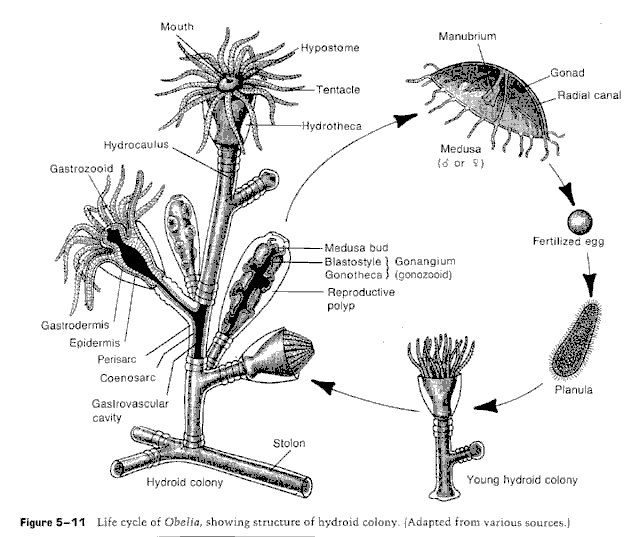 Mouth
Hypostome
Tentacle
Hydrotheca
Hydrocaulus
Gastrozooid
Manubrium
Gonad
Radial canal
Medusa
(♂ or ♀)
Fertilized egg
Planula
Medusa bud
Blastostyle } Gonangium
Gonotheca } (gonozooid)
Reproductive
polyp
Gastrodermis
Epidermis
Perisarc
Coenosarc
Gastrovascular
cavity
Stolon
Hydroid colony
Young hydroid colony
Figure 5–11 Life cycle of Obelia, showing structure of hydroid colony. (Adapted from various sources.)